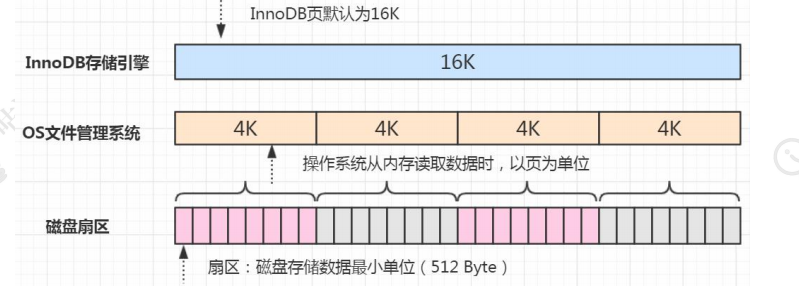 InnoDB页默认为16K
InnoDB存储引擎
16K
OS文件管理系统
4K 4K 4K 4K
操作系统从内存读取数据时，以页为单位
磁盘扇区
扇区：磁盘存储数据最小单位（512 Byte）